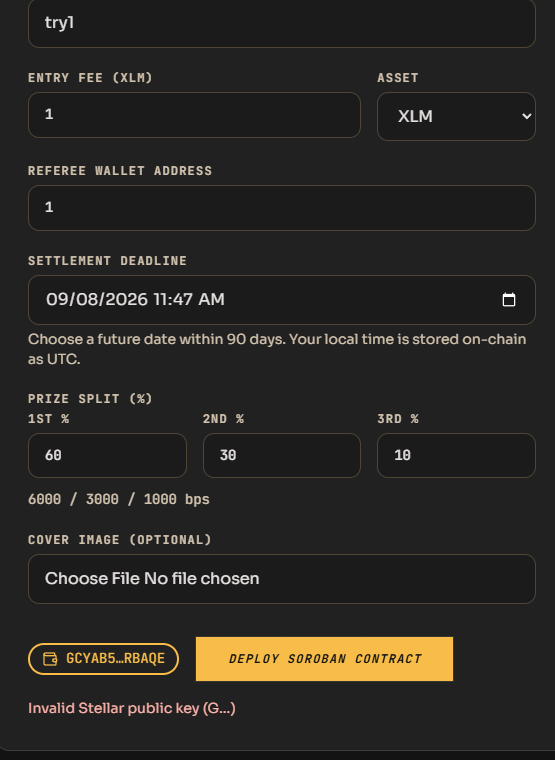 try1
ENTRY FEE (XLM)
ASSET
1
XLM
REFEREE WALLET ADDRESS
1
SETTLEMENT DEADLINE
09/08/2026 11:47 AM
Choose a future date within 90 days. Your local time is stored on-chain
as UTC.
PRIZE SPLIT (%)
1ST %
2ND %
3RD %
60
30
10
6000 / 3000 / 1000 bps
COVER IMAGE (OPTIONAL)
Choose File No file chosen
GCYAB5…RBAQE
DEPLOY SOROBAN CONTRACT
Invalid Stellar public key (G...)